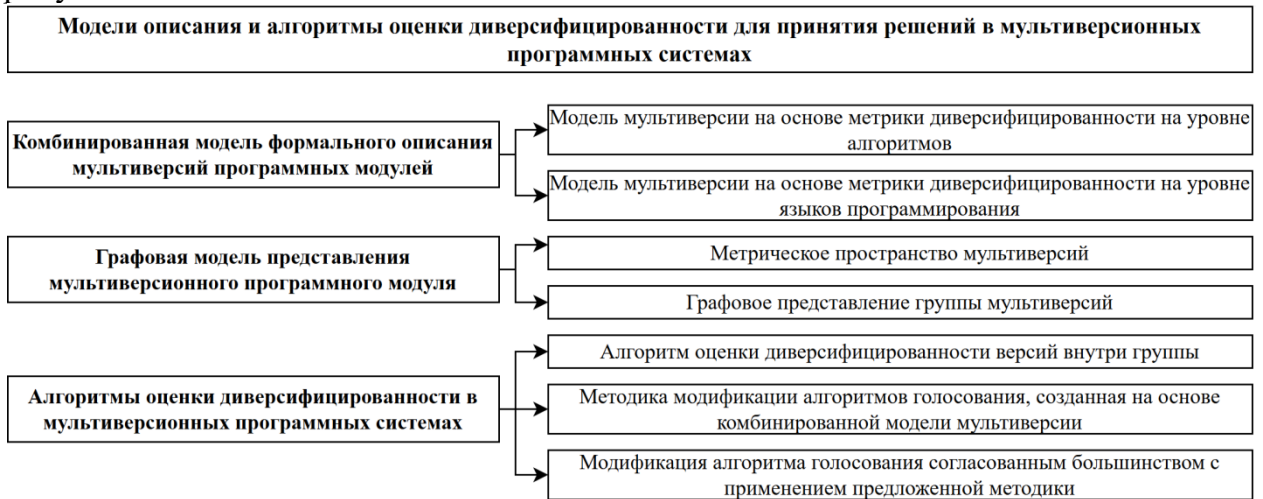 Модели описания и алгоритмы оценки диверсифицированности для принятия решений в мультиверсионных
программных системах
Комбинированная модель формального описания
мультиверсий программных модулей
Модель мультиверсии на основе метрики диверсифицированности на уровне
алгоритмов
Модель мультиверсии на основе метрики диверсифицированности на уровне
языков программирования
Графовая модель представления
мультиверсионного программного модуля
Метрическое пространство мультиверсий
Графовое представление группы мультиверсий
Алгоритмы оценки диверсифицированности в
мультиверсионных программных системах
Алгоритм оценки диверсифицированности версий внутри группы
Методика модификации алгоритмов голосования, созданная на основе
комбинированной модели мультиверсии
Модификация алгоритма голосования согласованным большинством с
применением предложенной методики